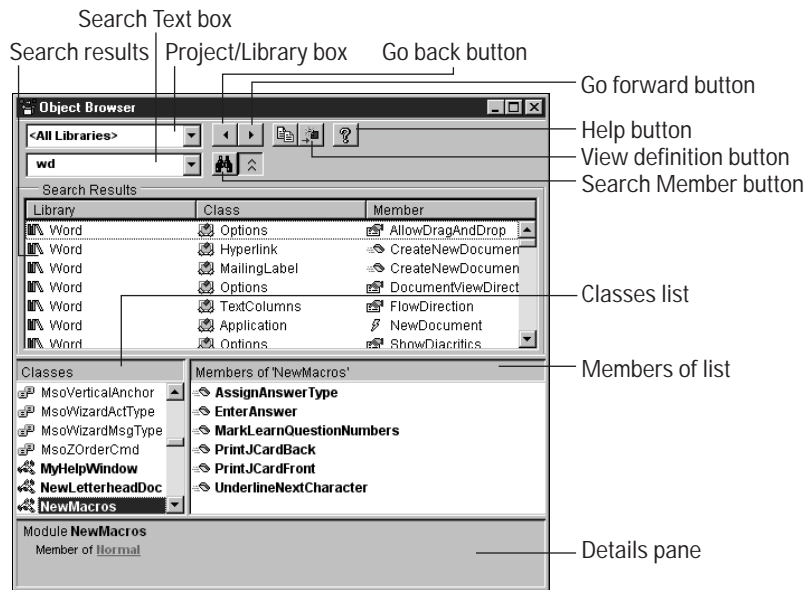 Search Text box
Search results
Project/Library box
Go back button
Go forward button
Object Browser
<All Libraries>
Help button
View definition button
wd
Search Member button
Search Results
Library Class Member
Word Options AllowDragAndDrop
Word Hyperlink CreateNewDocumen
Word MailingLabel CreateNewDocumen
Word Options DocumentViewDirect
Word TextColumns FlowDirection
Word Application NewDocument
Word Options ShowDiacritics
Classes list
Members of list
Classes
MsoVerticalAnchor
MsoWizardActType
MsoWizardMsgType
MsoZOrderCmd
MyHelpWindow
NewLetterheadDoc
NewMacros
Members of 'NewMacros'
AssignAnswerType
EnterAnswer
MarkLearnQuestionNumbers
PrintJCardBack
PrintJCardFront
UnderlineNextCharacter
Module NewMacros
Member of Normal
Details pane